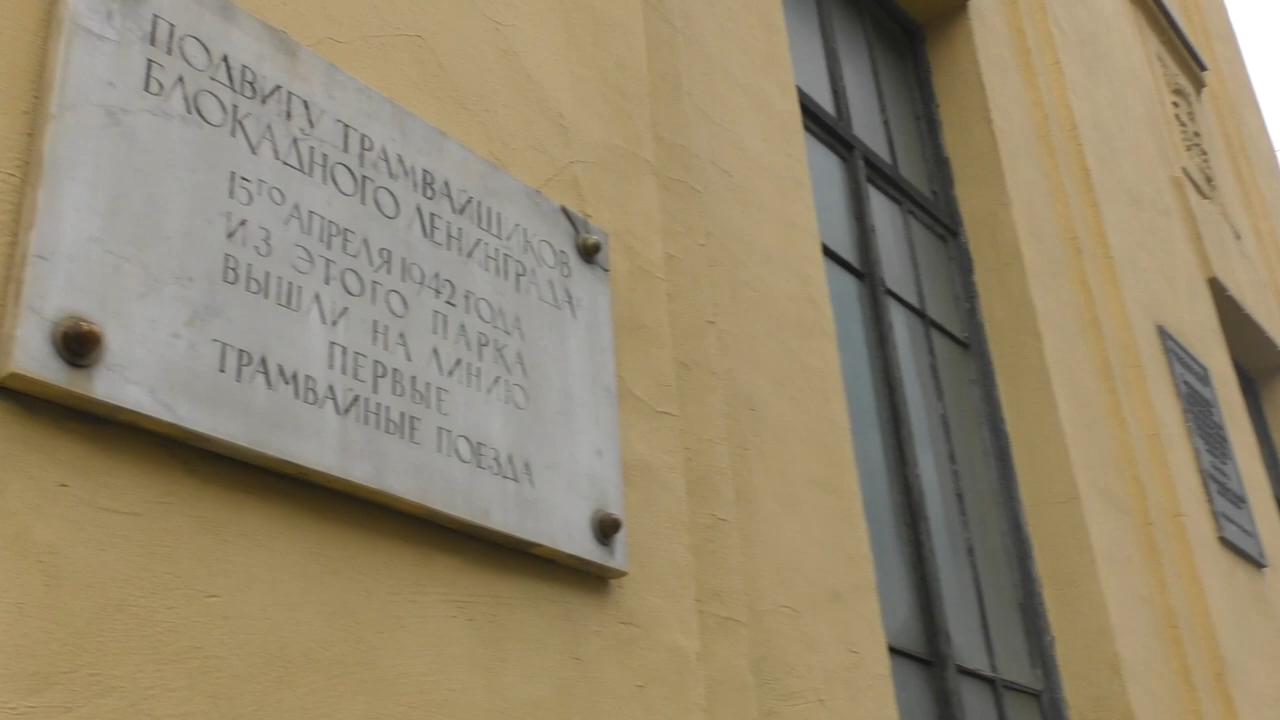 ПОДВИГУ ТРАМВАЙЩИКОВ
БЛОКАДНОГО ЛЕНИНГРАДА
15ГО АПРЕЛЯ 1942 ГОДА
ИЗ ЭТОГО ПАРКА
ВЫШЛИ НА ЛИНИЮ
ПЕРВЫЕ
ТРАМВАЙНЫЕ ПОЕЗДА